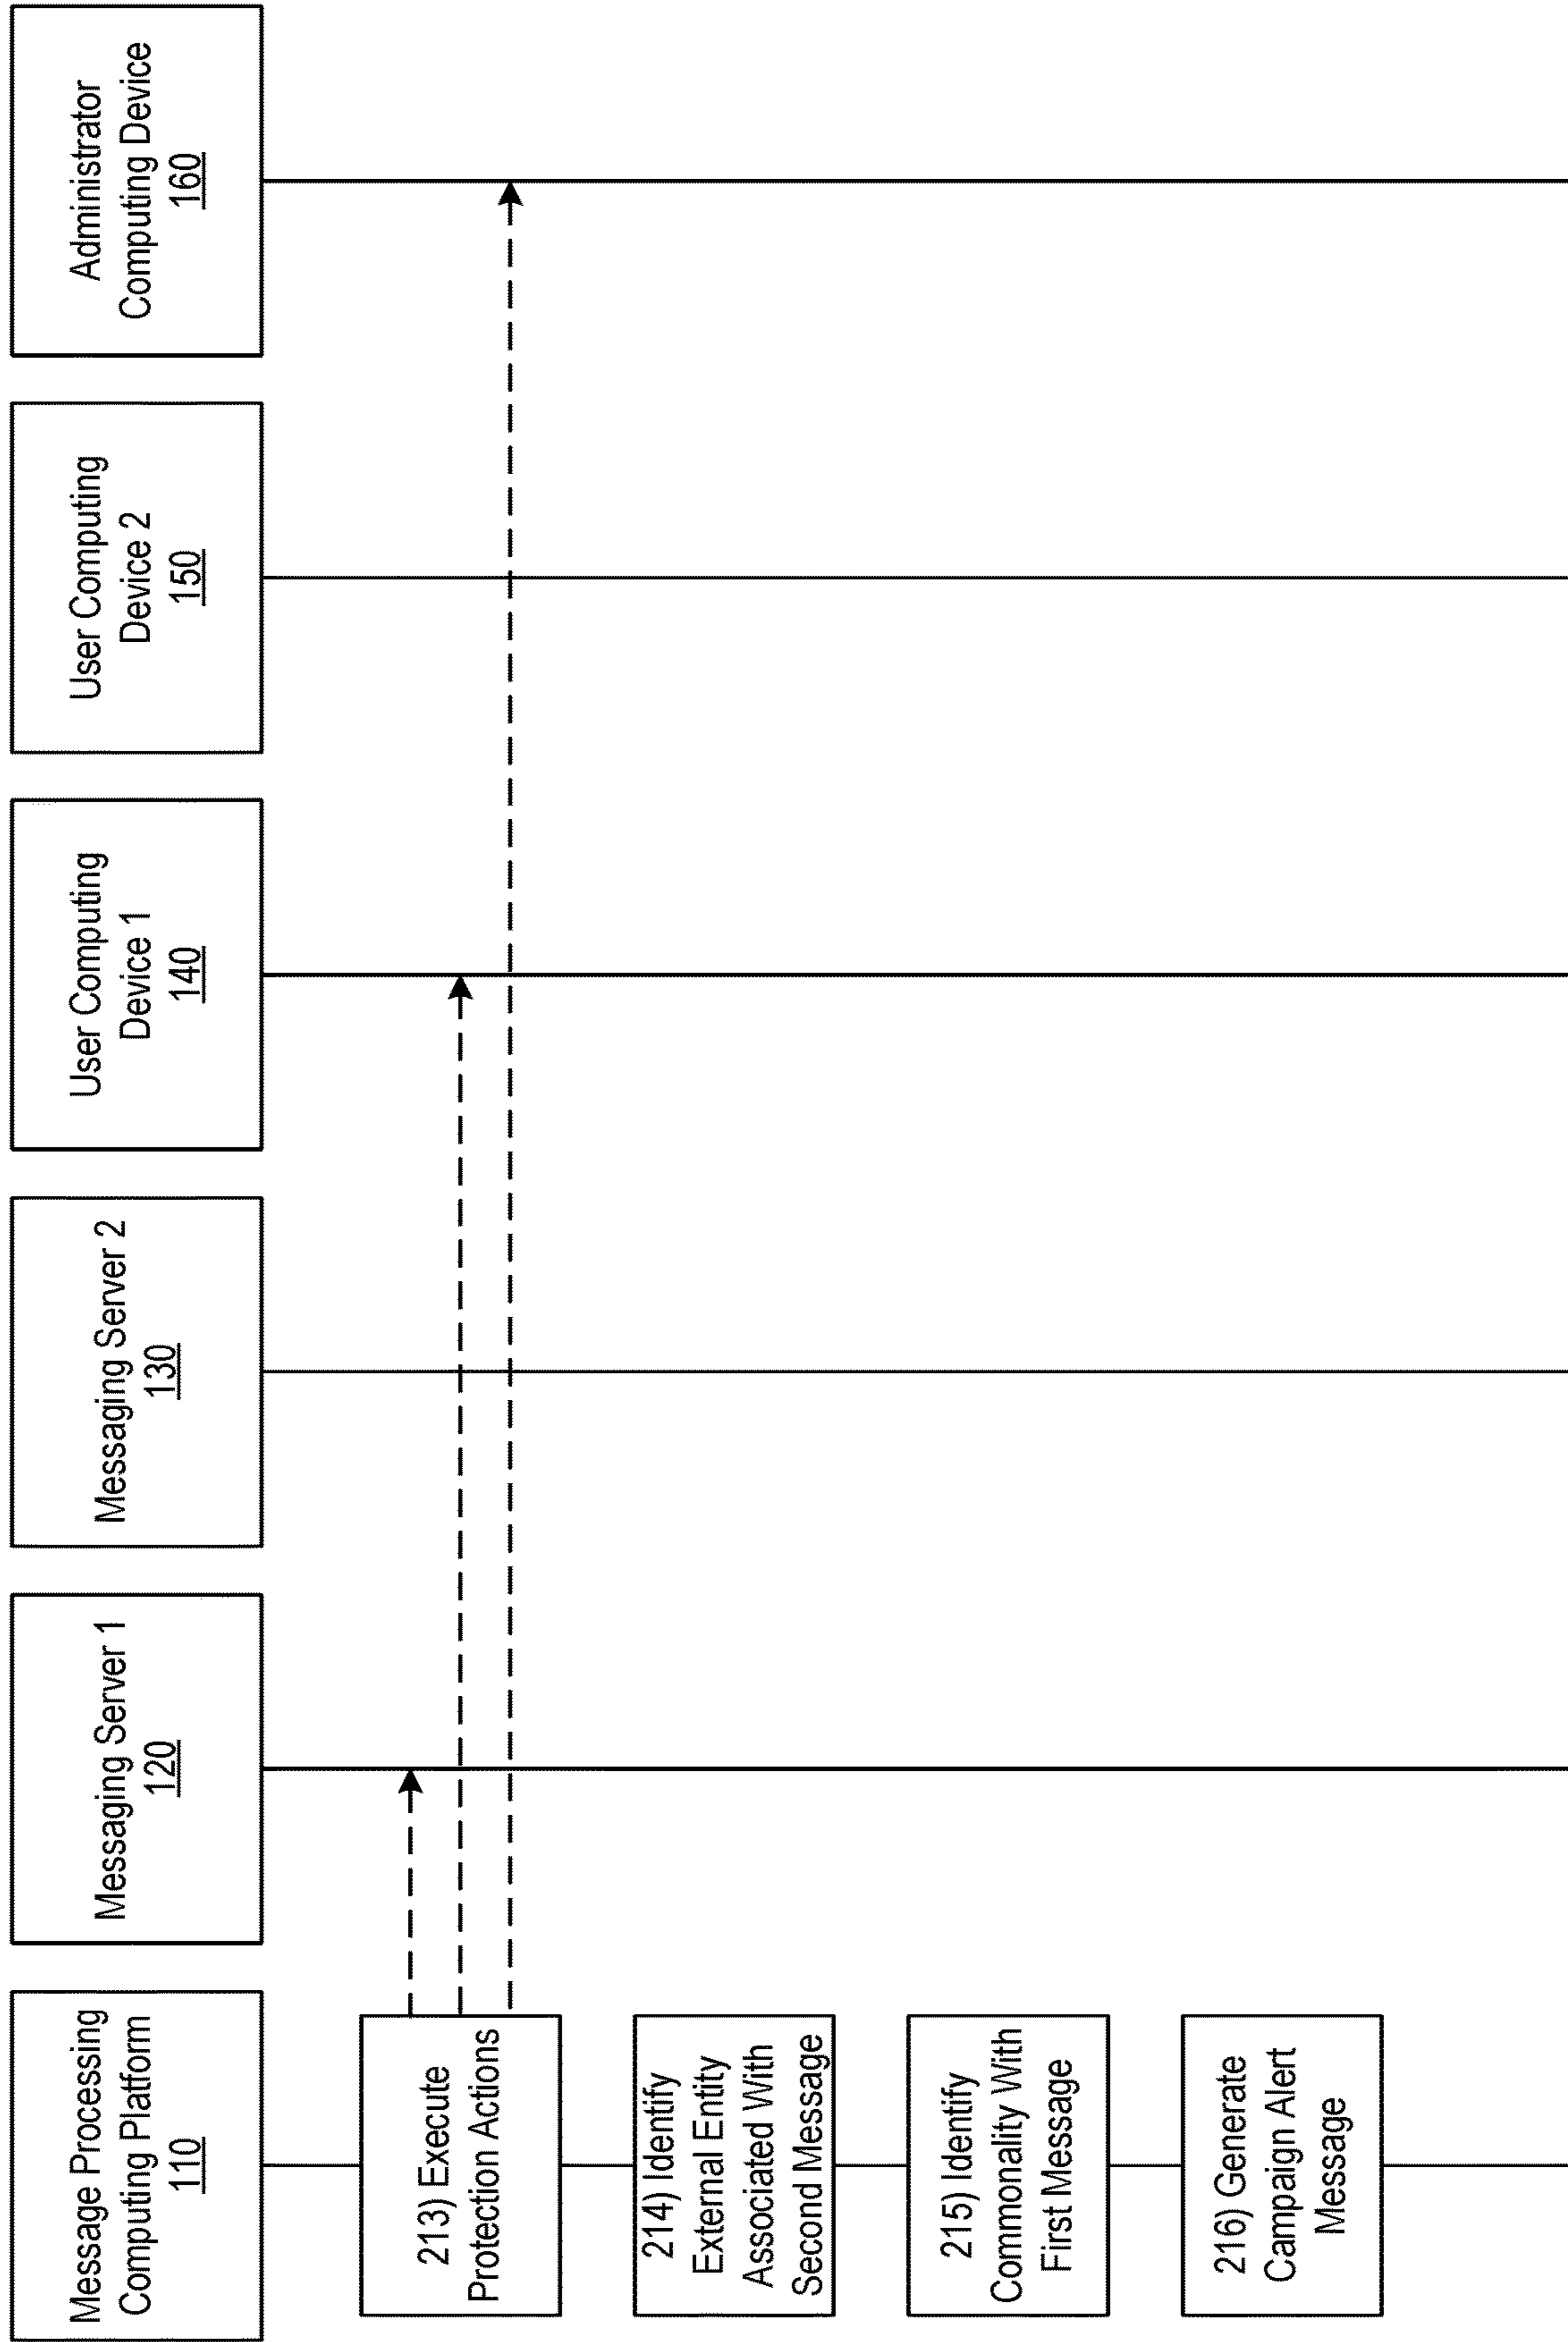 Message Processing
Computing Platform
110
Messaging Server 1
120
Messaging Server 2
130
User Computing
Device 1
140
User Computing
Device 2
150
Administrator
Computing Device
160
213) Execute
Protection Actions
214) Identify
External Entity
Associated With
Second Message
215) Identify
Commonality With
First Message
216) Generate
Campaign Alert
Message